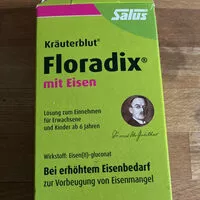 Salus
Kräuterblut®
Floradix®
mit Eisen
Lösung zum Einnehmen
für Erwachsene
und Kinder ab 6 Jahren
Wirkstoff: Eisen(II)-gluconat
Bei erhöhtem Eisenbedarf
zur Vorbeugung von Eisenmangel